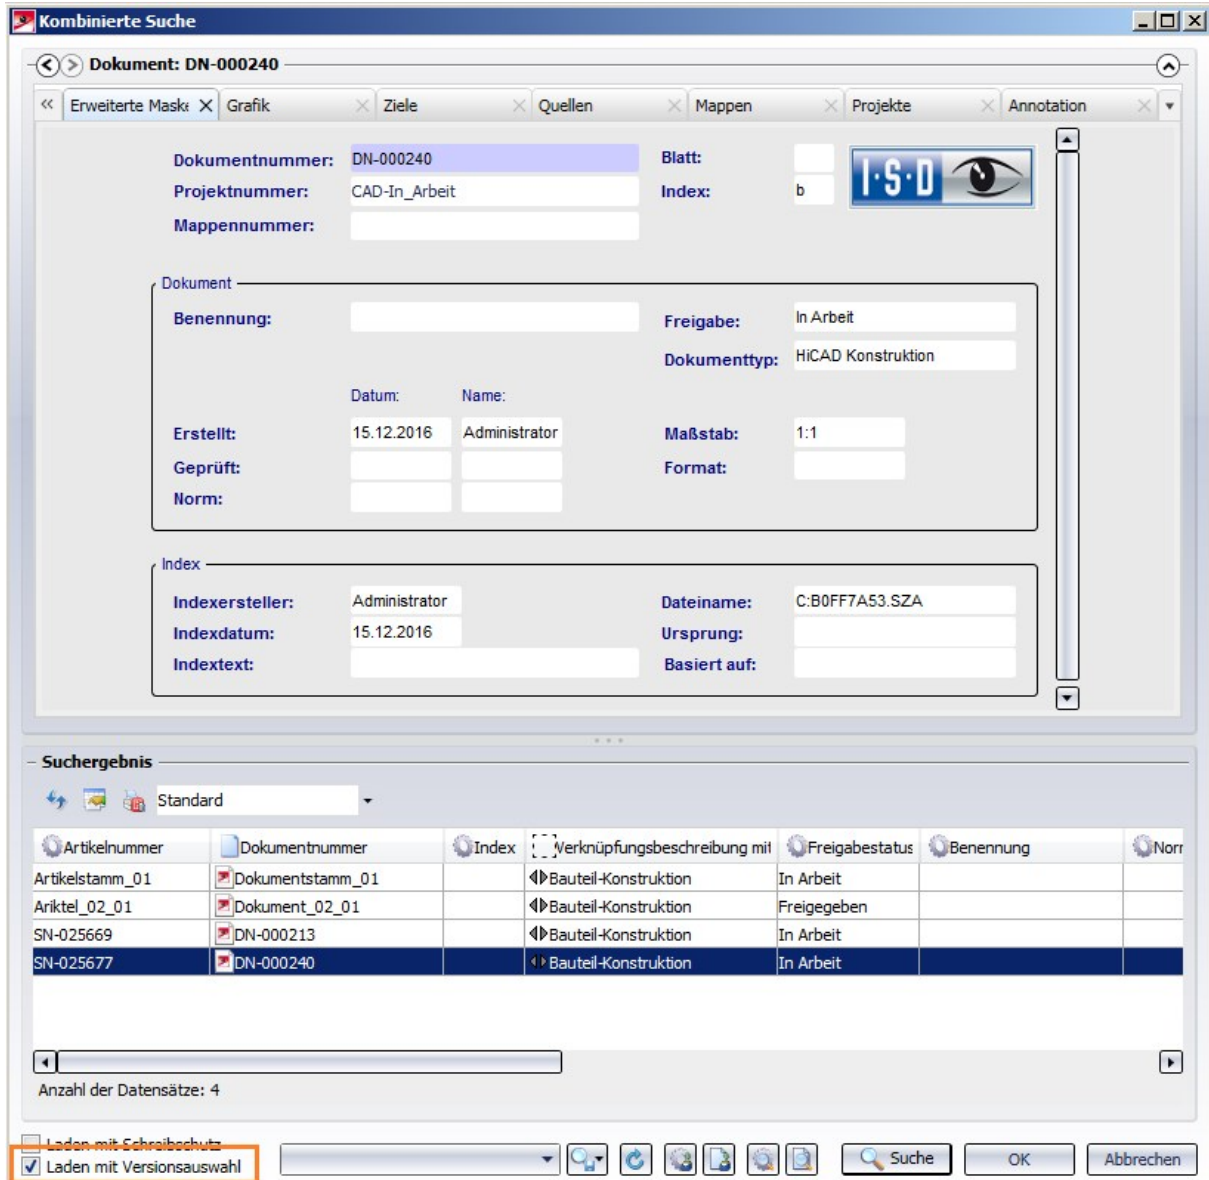 Kombinierte Suche
Dokument: DN-000240
Erweiterte Maske Grafik Ziele Quellen Mappen Projekte Annotation
Dokumentnummer: DN-000240 Blatt:
Projektnummer: CAD-In_Arbeit Index: b I·S·D
Mappennummer:
Dokument
Benennung: Freigabe: In Arbeit
Dokumenttyp: HiCAD Konstruktion
Datum: Name:
Erstellt: 15.12.2016 Administrator Maßstab: 1:1
Geprüft: Format:
Norm:
Index
Indexersteller: Administrator Dateiname: C:B0FF7A53.SZA
Indexdatum: 15.12.2016 Ursprung:
Indextext: Basiert auf:
Suchergebnis
Standard
Artikelnummer Dokumentnummer Index Verknüpfungsbeschreibung mit Freigabestatus Benennung Norr
Artikelstamm_01 Dokumentstamm_01 Bauteil-Konstruktion In Arbeit
Ariktel_02_01 Dokument_02_01 Bauteil-Konstruktion Freigegeben
SN-025669 DN-000213 Bauteil-Konstruktion In Arbeit
SN-025677 DN-000240 Bauteil-Konstruktion In Arbeit
Anzahl der Datensätze: 4
Laden mit Schreibschutz
Laden mit Versionsauswahl Suche OK Abbrechen